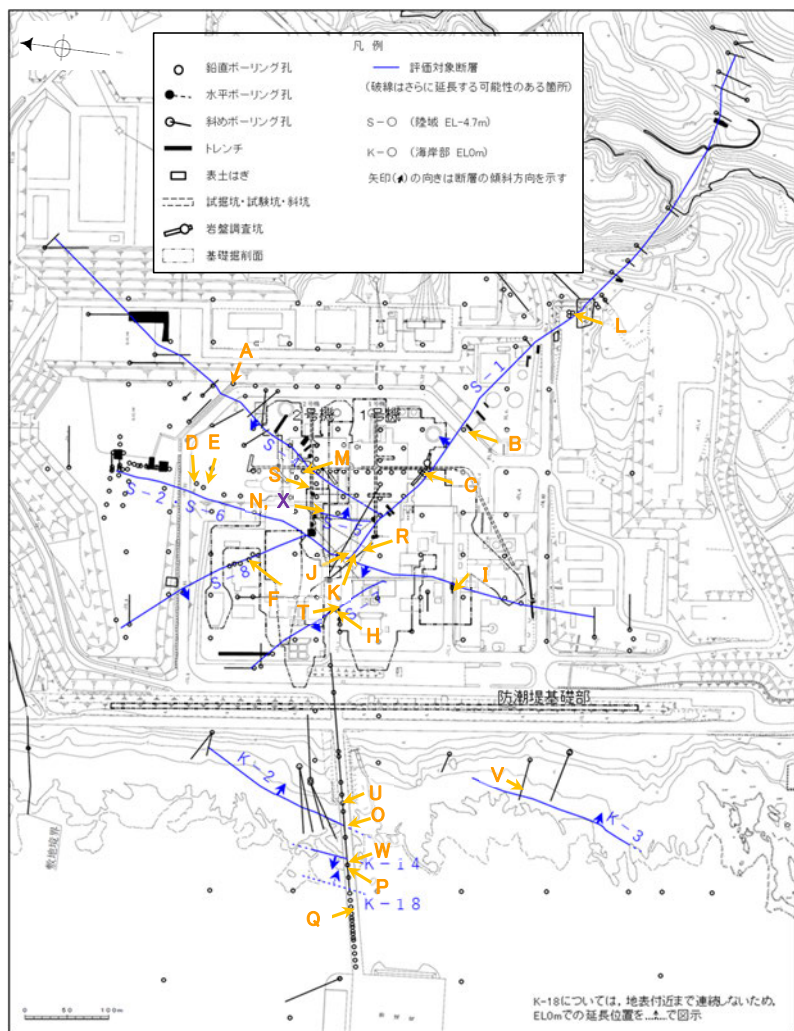 凡 例
鉛直ボーリング孔
水平ボーリング孔
斜めボーリング孔
トレンチ
表土はぎ
試掘坑・試験坑・斜坑
岩盤調査坑
基礎掘削面
評価対象断層
(破線はさらに延長する可能性のある箇所)
S-○ (陸域 EL-4.7m)
K-○ (海岸部 EL0m)
矢印( )の向きは断層の傾斜方向を示す
L
A
S-1
2号機
1号機
B
D
E
M
S
G
S-2・S-6
N
X
S-5
R
J
I
S-8
F
K
T
S-7
H
防潮堤基礎部
K-2
U
V
O
K-3
W
K-14
P
敷地境界
K-18
Q
0 50 100m
K-18については、地表付近まで連続しないため、
EL0mでの延長位置を で図示